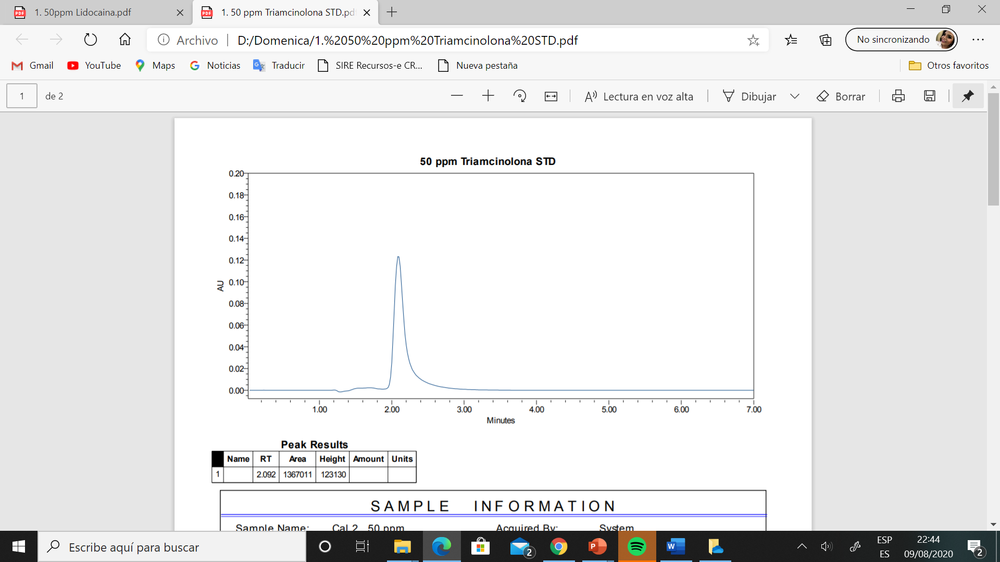 1. 50ppm Lidocaina.pdf
1. 50 ppm Triamcinolona STD.pd
Archivo
D:/Domenica/1.%2050%20ppm%20Triamcinolona%20STD.pdf
No sincronizando
Gmail
YouTube
Maps
Noticias
Traducir
SIRE Recursos-e CR...
Nueva pestaña
Otros favoritos
1 de 2
Lectura en voz alta
Dibujar
Borrar
50 ppm Triamcinolona STD
0.20
0.18
0.16
0.14
0.12
0.10
0.08
0.06
0.04
0.02
0.00
AU
1.00 2.00 3.00 4.00 5.00 6.00 7.00
Minutes
Peak Results
Name RT Area Height Amount Units
1 2.092 1367011 123130
SAMPLE INFORMATION
Sample Name: Cal 2 50 ppm Acquired By: System
Escribe aquí para buscar
2
ESP
ES
22:44
09/08/2020
2